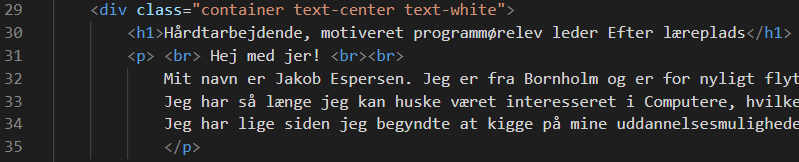 29 <div class="container text-center text-white">
30 <h1>Hårdtarbejdende, motiveret programmørelev leder Efter læreplads</h1>
31 <p> <br> Hej med jer! <br><br>
32 Mit navn er Jakob Espersen. Jeg er fra Bornholm og er for nyligt flyt
33 Jeg har så længe jeg kan huske været interesseret i Computere, hvilke
34 Jeg har lige siden jeg begyndte at kigge på mine uddannelsesmulighede
35 </p>